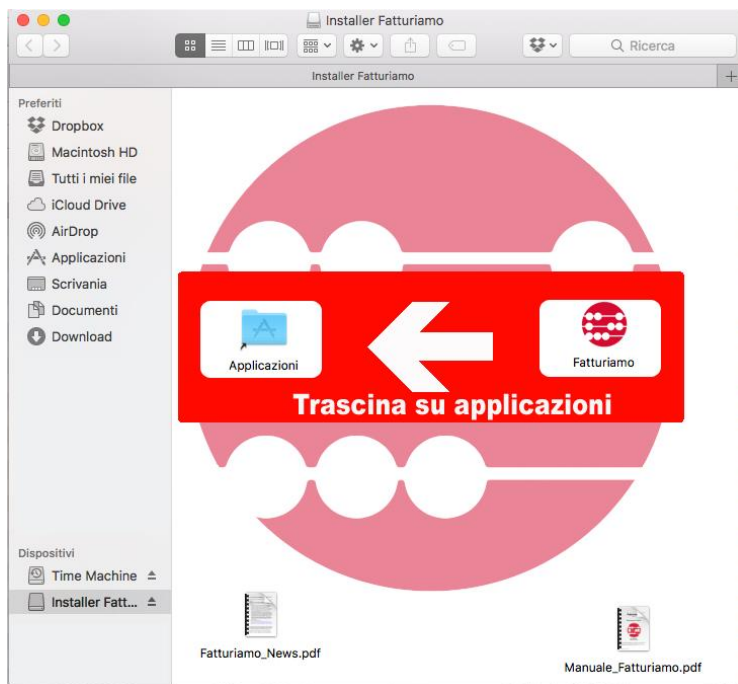 Installer Fatturiamo
Ricerca
Installer Fatturiamo
Preferiti
Dropbox
Macintosh HD
Tutti i miei file
iCloud Drive
AirDrop
Applicazioni
Scrivania
Documenti
Download
Dispositivi
Time Machine
Installer Fatt...
Applicazioni
Fatturiamo
Trascina su applicazioni
Fatturiamo_News.pdf
Manuale_Fatturiamo.pdf